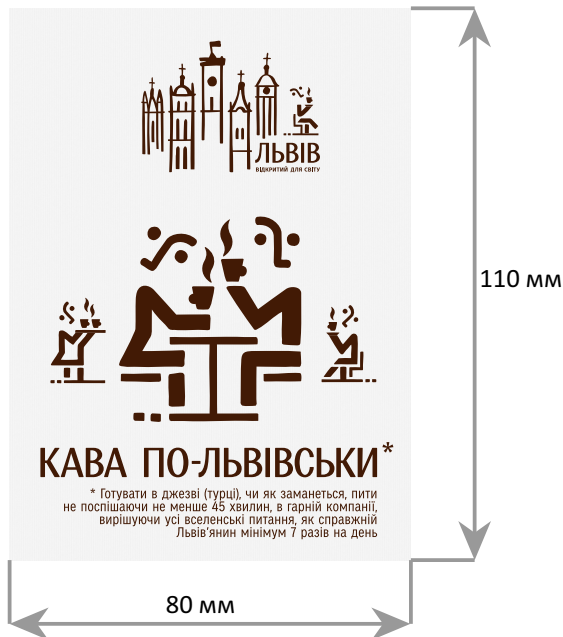 ЛЬВІВ
ВІДКРИТИЙ ДЛЯ СВІТУ
110 мм
КАВА ПО-ЛЬВІВСЬКИ*
* Готувати в джезві (турці), чи як заманеться, пити
не поспішаючи не менше 45 хвилин, в гарній компанії,
вирішуючи усі вселенські питання, як справжній
Львів’янин мінімум 7 разів на день
80 мм